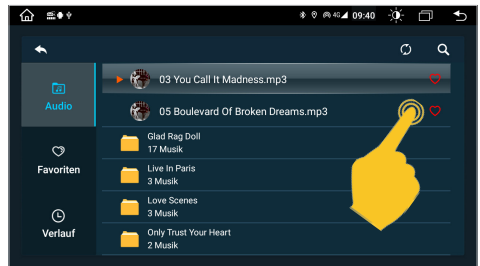 4G 09:40
03 You Call It Madness.mp3
Audio
05 Boulevard Of Broken Dreams.mp3
Glad Rag Doll
17 Musik
Favoriten
Live In Paris
3 Musik
Love Scenes
3 Musik
Verlauf
Only Trust Your Heart
2 Musik